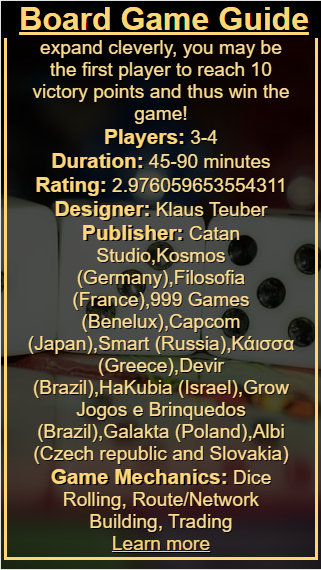 Board Game Guide
expand cleverly, you may be
the first player to reach 10
victory points and thus win the
game!
Players: 3-4
Duration: 45-90 minutes
Rating: 2.976059653554311
Designer: Klaus Teuber
Publisher: Catan
Studio,Kosmos
(Germany),Filosofia
(France),999 Games
(Benelux),Capcom
(Japan),Smart (Russia),Κάισσα
(Greece),Devir
(Brazil),HaKubia (Israel),Grow
Jogos e Brinquedos
(Brazil),Galakta (Poland),Albi
(Czech republic and Slovakia)
Game Mechanics: Dice
Rolling, Route/Network
Building, Trading
Learn more